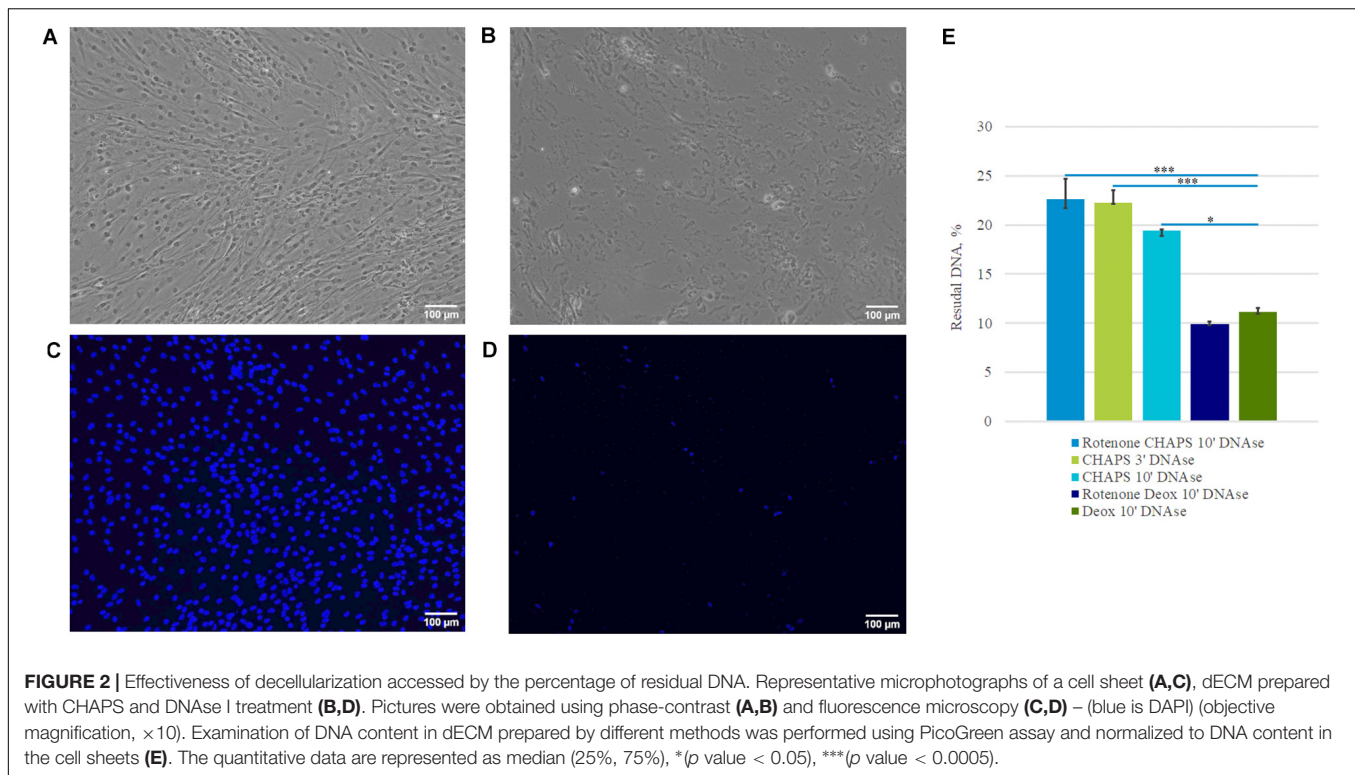 A
B
E
100 µm
100 µm
C
D
100 µm
100 µm
Resudal DNA, %
30
25
20
15
10
5
0
***
***
*
Rotenone CHAPS 10' DNAse
CHAPS 3' DNAse
CHAPS 10' DNAse
Rotenone Deox 10' DNAse
Deox 10' DNAse
FIGURE 2 | Effectiveness of decellularization accessed by the percentage of residual DNA. Representative microphotographs of a cell sheet (A,C), dECM prepared
with CHAPS and DNAse I treatment (B,D). Pictures were obtained using phase-contrast (A,B) and fluorescence microscopy (C,D) – (blue is DAPI) (objective
magnification, ×10). Examination of DNA content in dECM prepared by different methods was performed using PicoGreen assay and normalized to DNA content in
the cell sheets (E). The quantitative data are represented as median (25%, 75%), *(p value < 0.05), ***(p value < 0.0005).